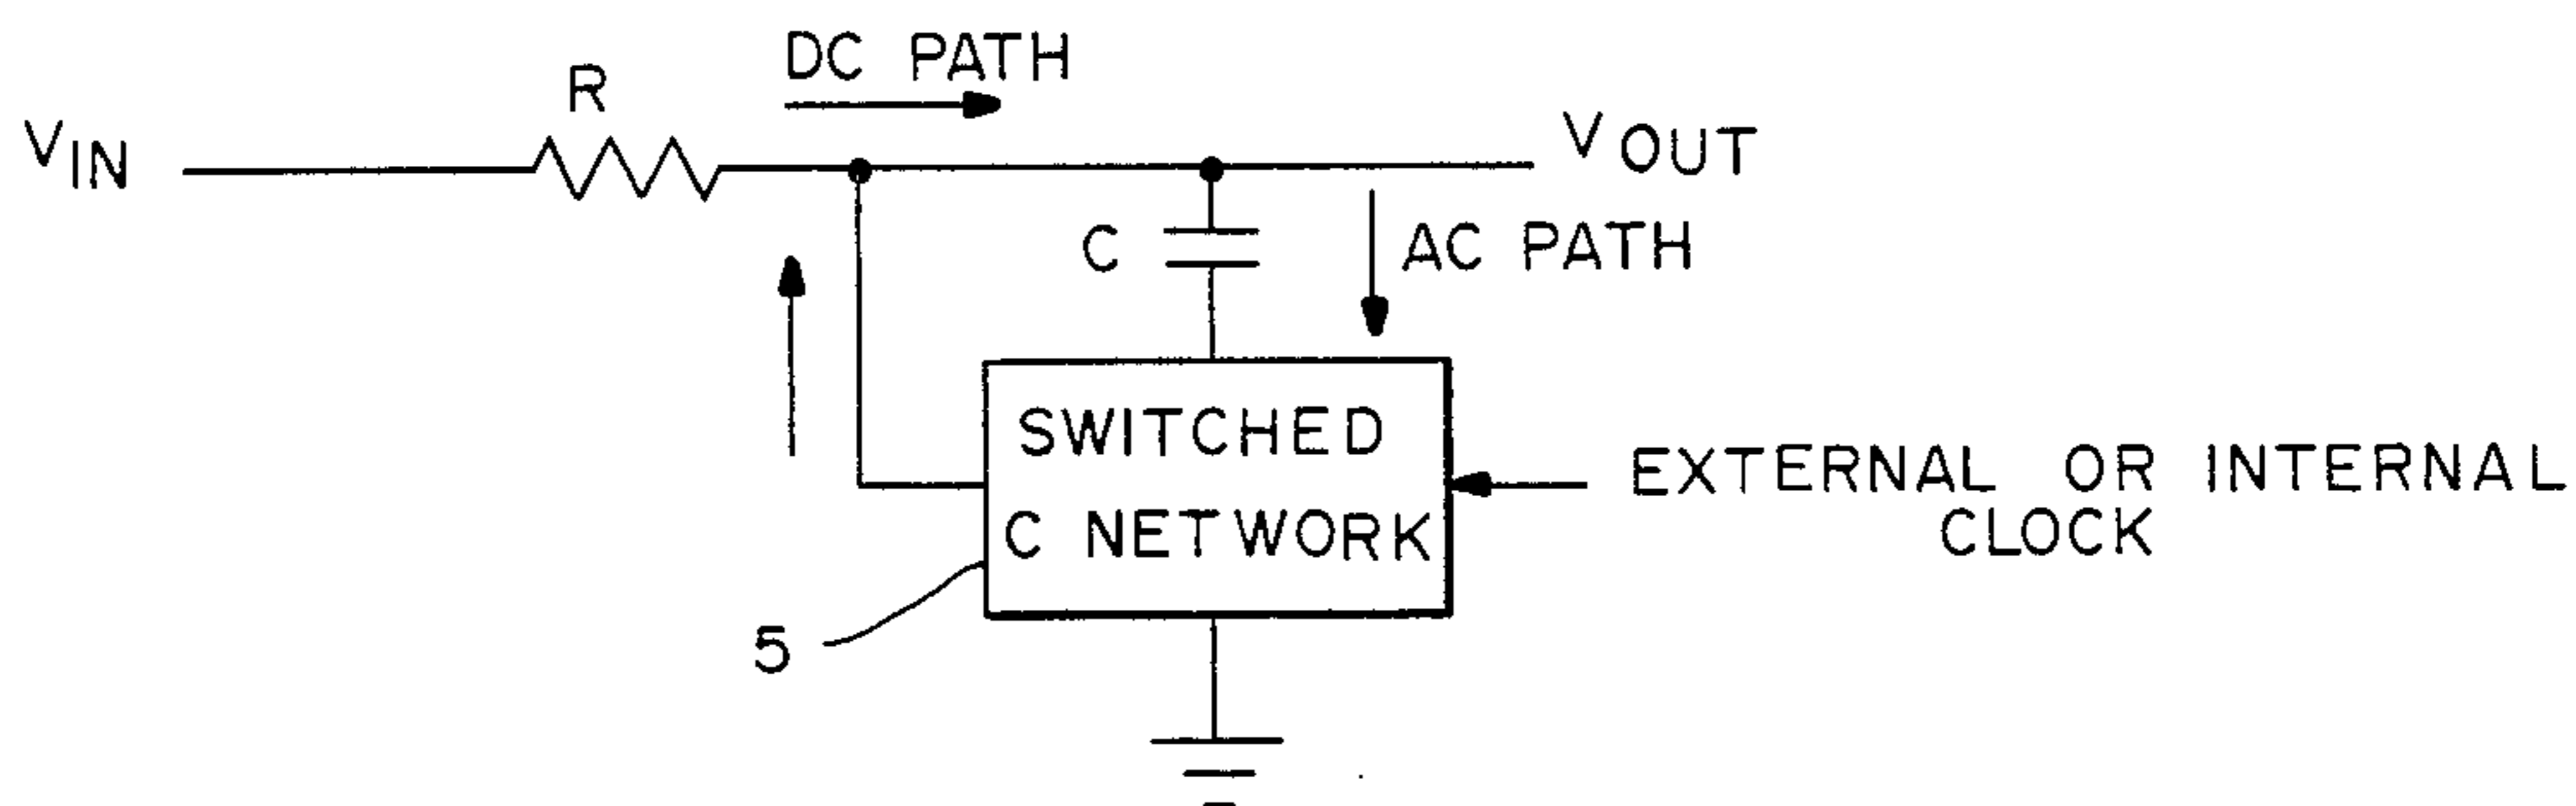 DC PATH
R
VIN
VOUT
C
AC PATH
SWITCHED
C NETWORK
EXTERNAL OR INTERNAL
CLOCK
5